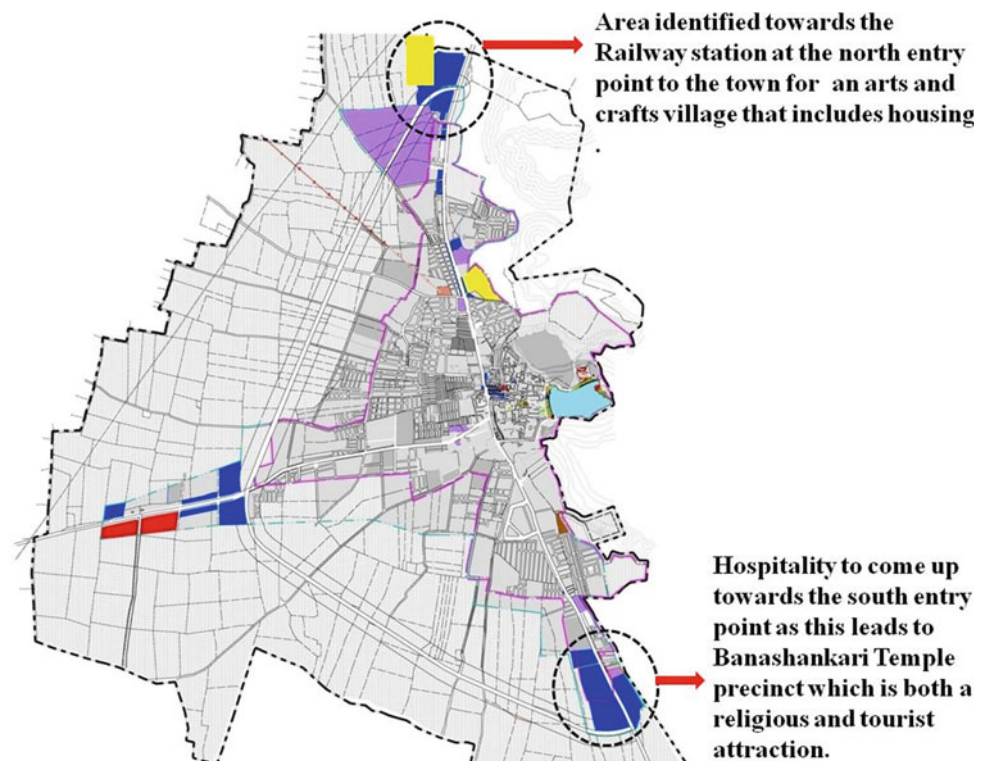 Area identified towards the
Railway station at the north entry
point to the town for an arts and
crafts village that includes housing
.
Hospitality to come up
towards the south entry
point as this leads to
Banashankari Temple
precinct which is both a
religious and tourist
attraction.